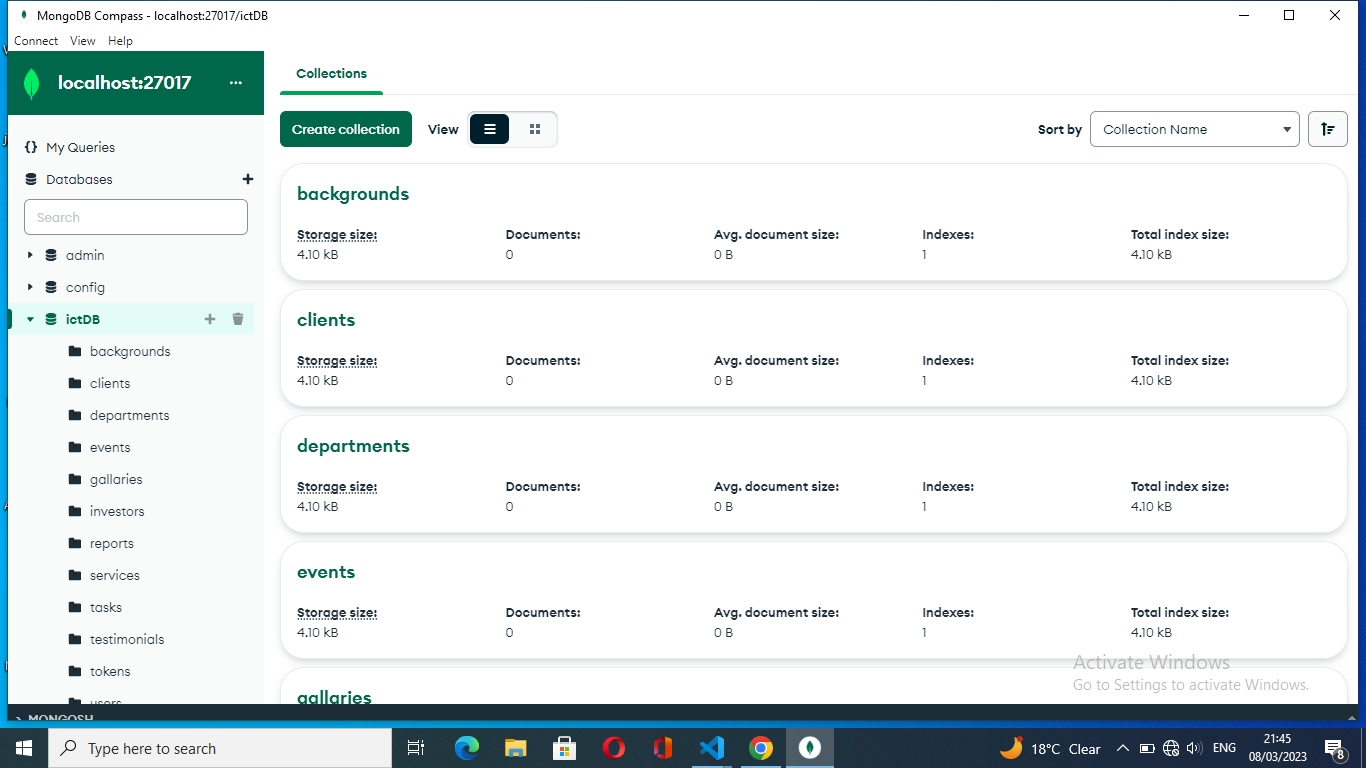 MongoDB Compass - localhost:27017/ictDB
Connect View Help
localhost:27017 ...
{} My Queries
Databases
Search
admin
config
ictDB
backgrounds
clients
departments
events
gallaries
investors
reports
services
tasks
testimonials
tokens
users
MONGOSH
Collections
Create collection View Sort by Collection Name
backgrounds
Storage size: Documents: Avg. document size: Indexes: Total index size:
4.10 kB 0 0 B 1 4.10 kB
clients
Storage size: Documents: Avg. document size: Indexes: Total index size:
4.10 kB 0 0 B 1 4.10 kB
departments
Storage size: Documents: Avg. document size: Indexes: Total index size:
4.10 kB 0 0 B 1 4.10 kB
events
Storage size: Documents: Avg. document size: Indexes: Total index size:
4.10 kB 0 0 B 1 4.10 kB
gallaries
Activate Windows
Go to Settings to activate Windows.
Type here to search
18°C Clear
ENG
21:45
08/03/2023
8